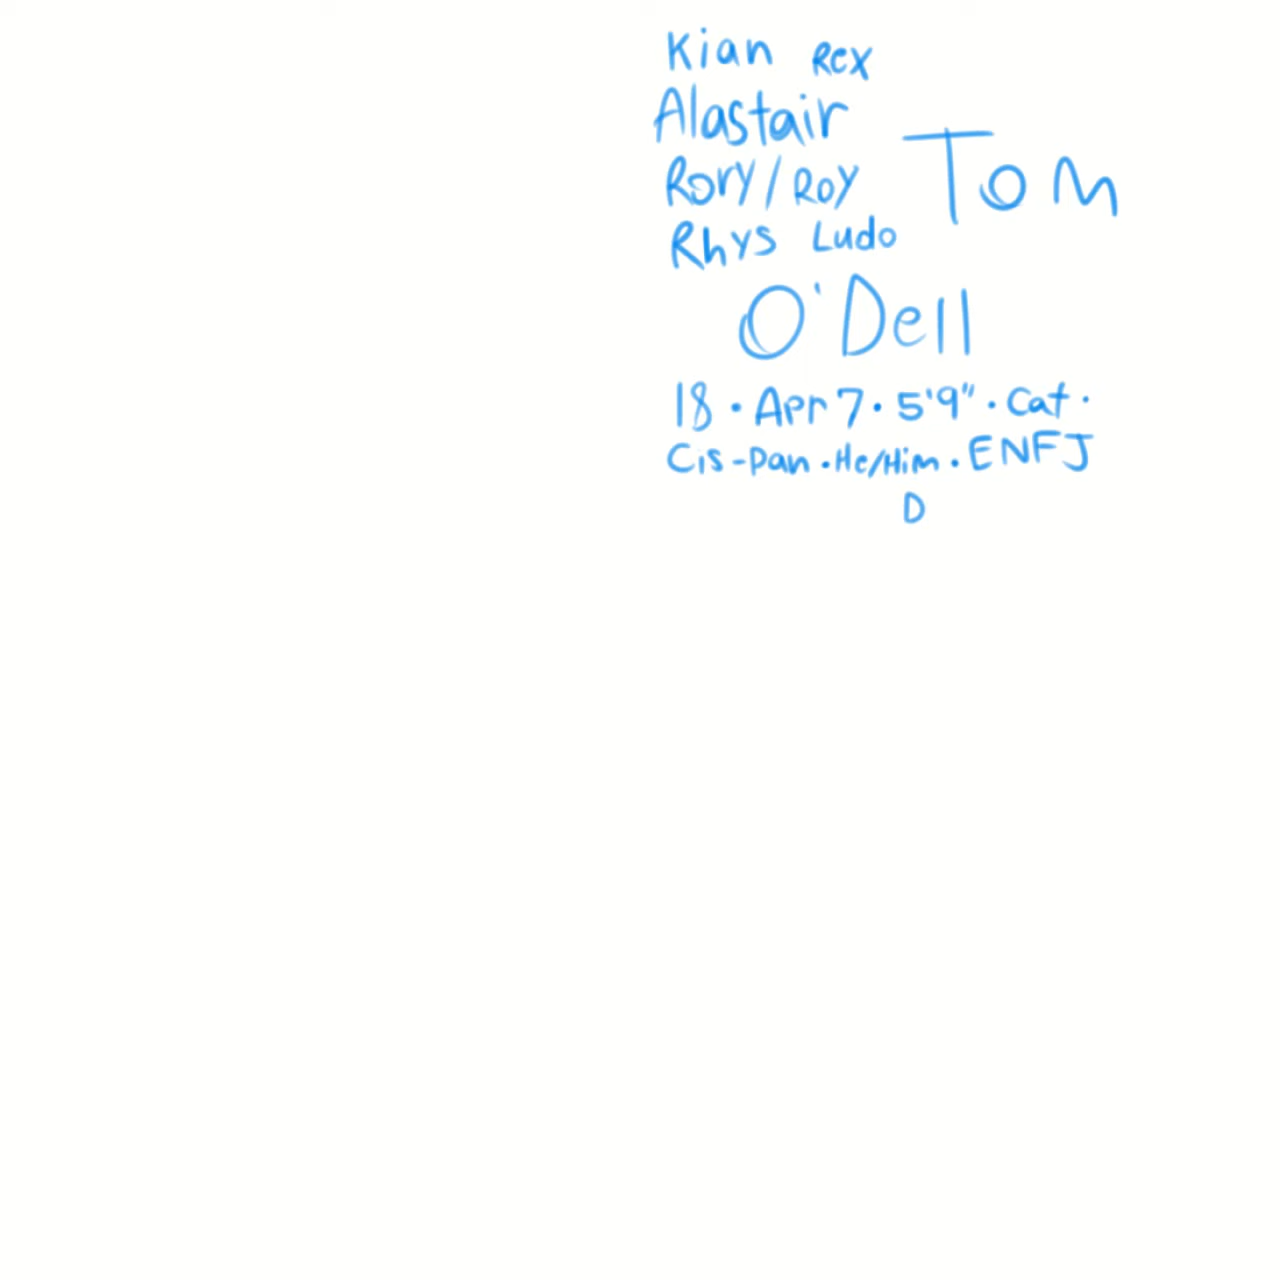 Kian Rex
Alastair
Tom
Rory/Roy
Rhys Ludo
O'Dell
18 · Apr 7 · 5'9" · Cat ·
Cis-Pan · He/Him · ENFJ
D